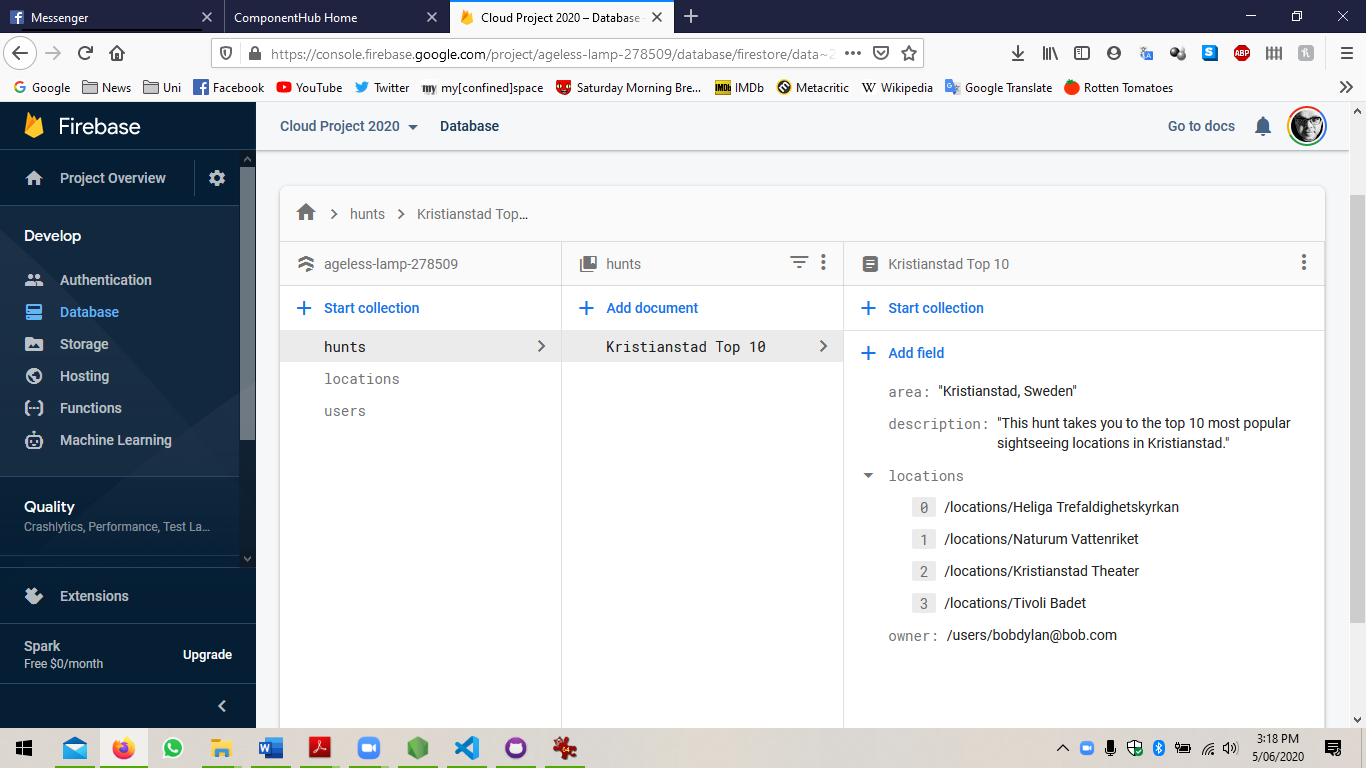 Messenger
ComponentHub Home
Cloud Project 2020 – Database -
https://console.firebase.google.com/project/ageless-lamp-278509/database/firestore/data~2
Google News Uni Facebook YouTube Twitter my my[confined]space Saturday Morning Bre... IMDb IMDb Metacritic W Wikipedia Google Translate Rotten Tomatoes
Firebase
Project Overview
Develop
Authentication
Database
Storage
Hosting
Functions
Machine Learning
Quality
Crashlytics, Performance, Test La...
Extensions
Spark
Free $0/month
Upgrade
Cloud Project 2020 Database
Go to docs
hunts
Kristianstad Top...
ageless-lamp-278509
Start collection
hunts
locations
users
hunts
Add document
Kristianstad Top 10
Kristianstad Top 10
Start collection
Add field
area: "Kristianstad, Sweden"
description: "This hunt takes you to the top 10 most popular
sightseeing locations in Kristianstad."
locations
0 /locations/Heliga Trefaldighetskyrkan
1 /locations/Naturum Vattenriket
2 /locations/Kristianstad Theater
3 /locations/Tivoli Badet
owner: /users/bobdylan@bob.com
3:18 PM
5/06/2020